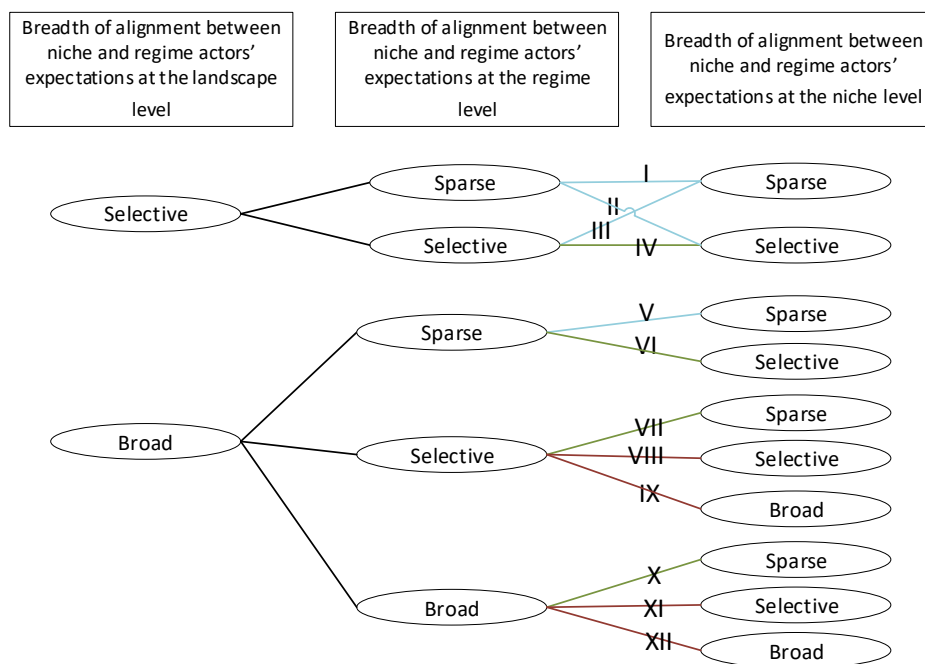 Breadth of alignment between
niche and regime actors’
expectations at the landscape
level
Breadth of alignment between
niche and regime actors’
expectations at the regime
level
Breadth of alignment between
niche and regime actors’
expectations at the niche level
Selective
Sparse
Selective
I
II
III
IV
Sparse
Selective
Broad
Sparse
V
VI
Sparse
Selective
Selective
VII
VIII
IX
Sparse
Selective
Broad
Broad
X
XI
XII
Sparse
Selective
Broad